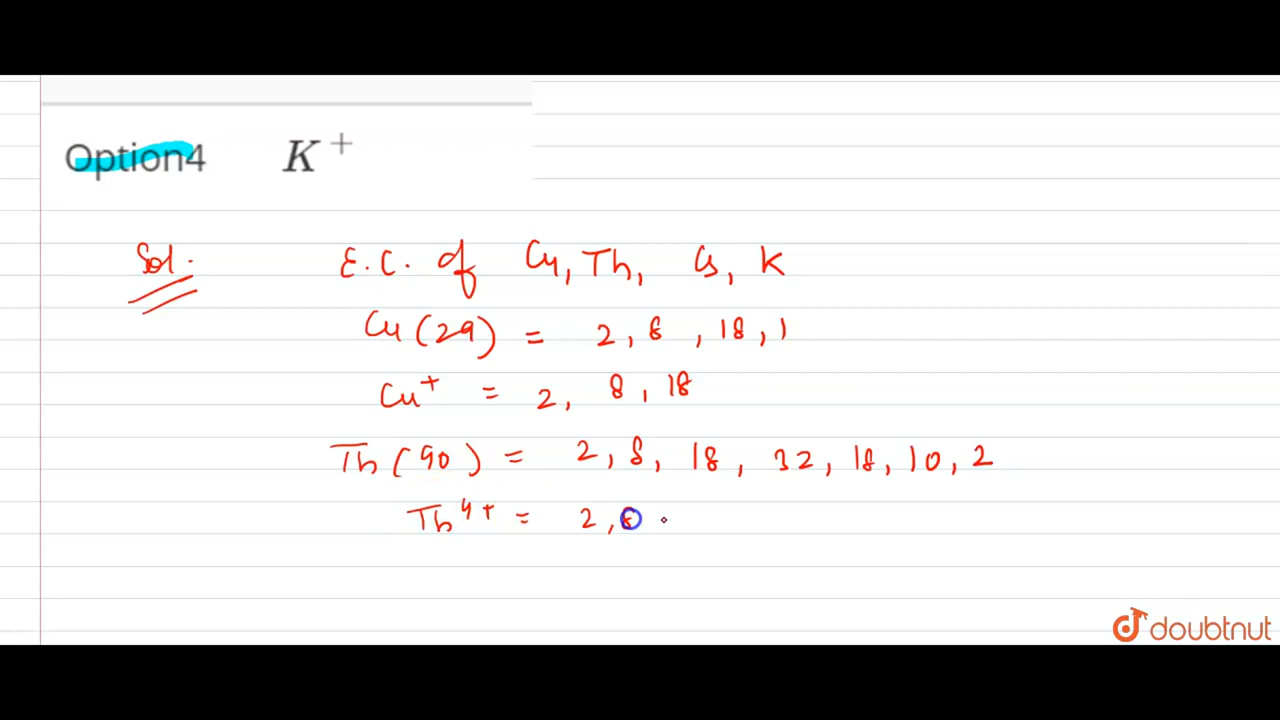 Option4 K⁺
Sol. E.C. of Cu, Th, Cs, K
Cu (29) = 2, 8, 18, 1
Cu⁺ = 2, 8, 18
Th (90) = 2, 8, 18, 32, 18, 10, 2
Th⁴⁺ = 2, 8
doubtnut